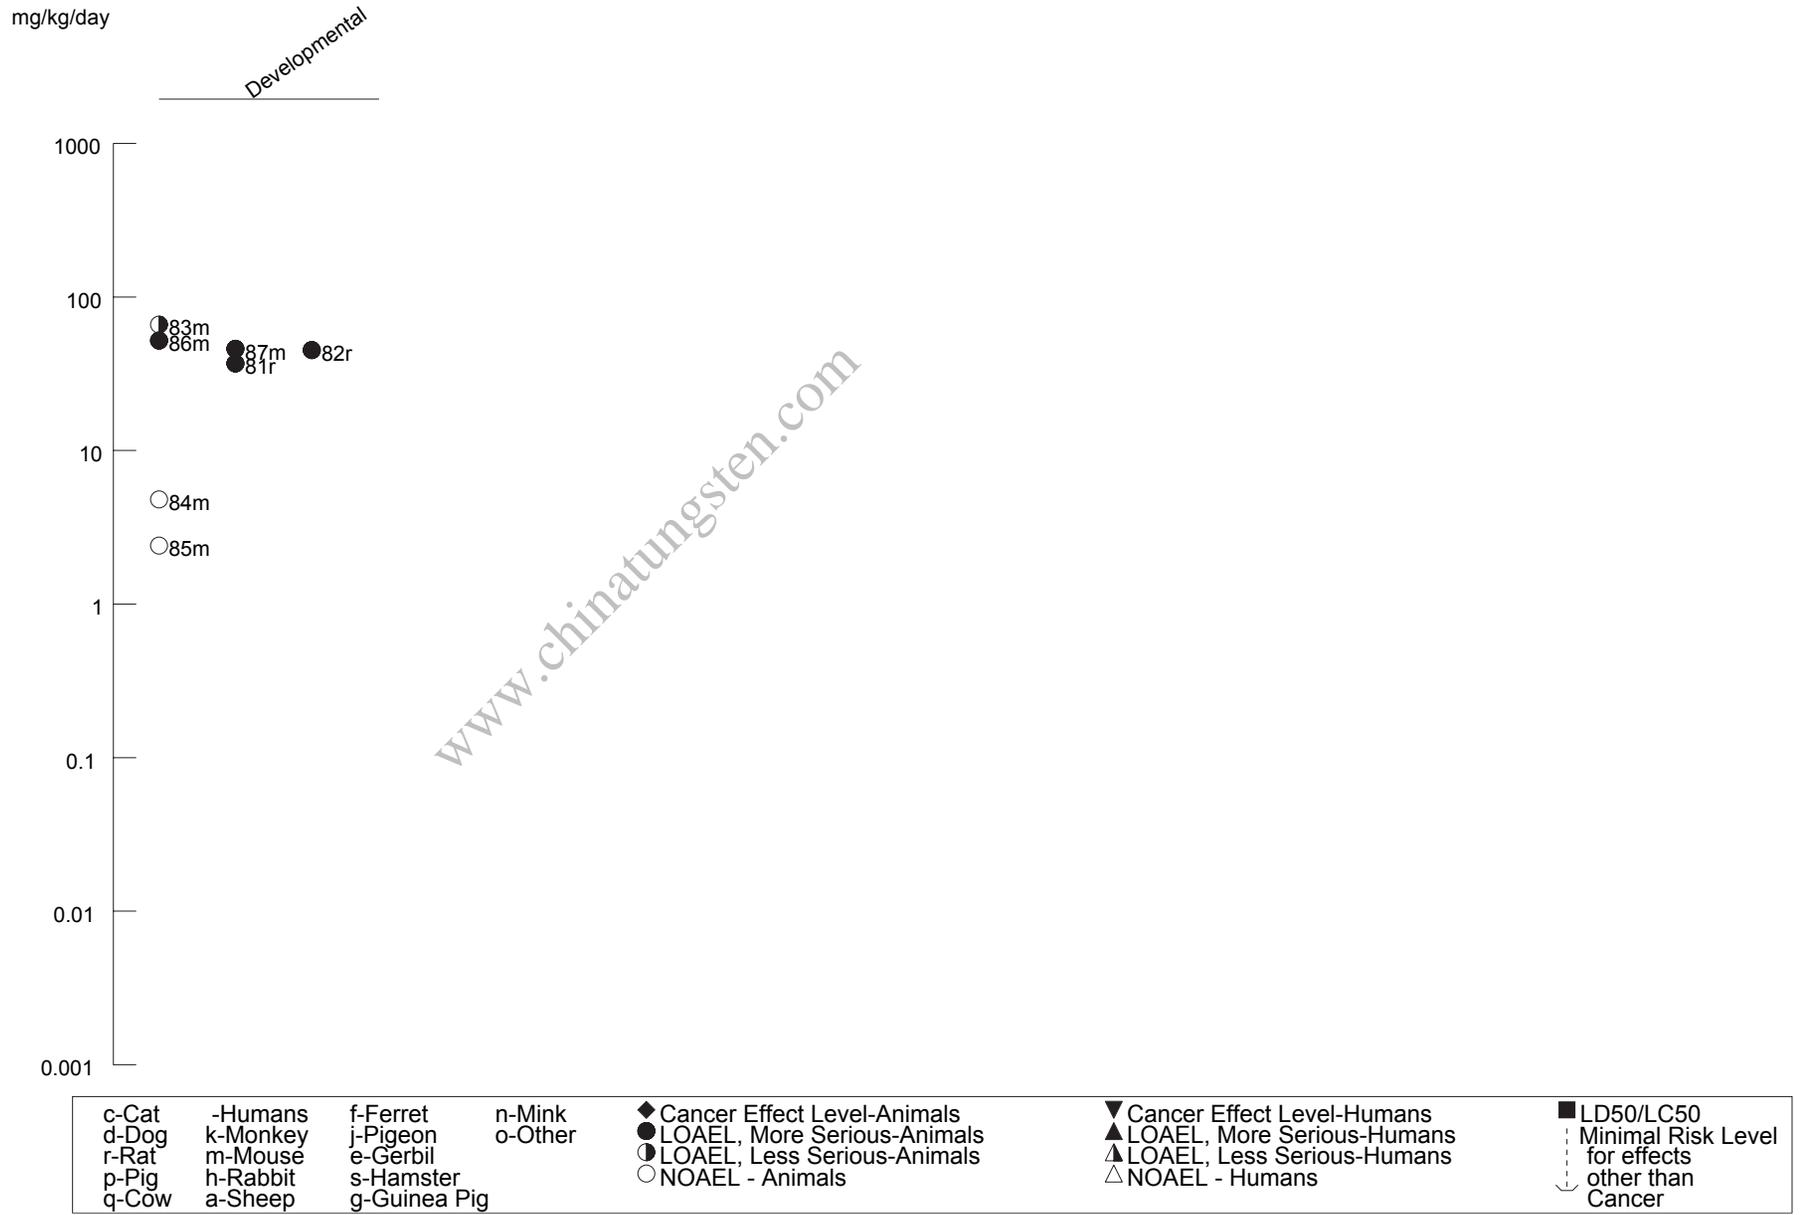 mg/kg/day
Developmental
1000
100
83m
86m
87m
82r
81r
10
84m
85m
1
0.1
0.01
0.001
www.chinatungsten.com
c-Cat -Humans f-Ferret n-Mink Cancer Effect Level-Animals Cancer Effect Level-Humans LD50/LC50
d-Dog k-Monkey j-Pigeon o-Other LOAEL, More Serious-Animals LOAEL, More Serious-Humans Minimal Risk Level
r-Rat m-Mouse e-Gerbil LOAEL, Less Serious-Animals LOAEL, Less Serious-Humans for effects
p-Pig h-Rabbit s-Hamster NOAEL - Animals NOAEL - Humans other than
q-Cow a-Sheep g-Guinea Pig Cancer